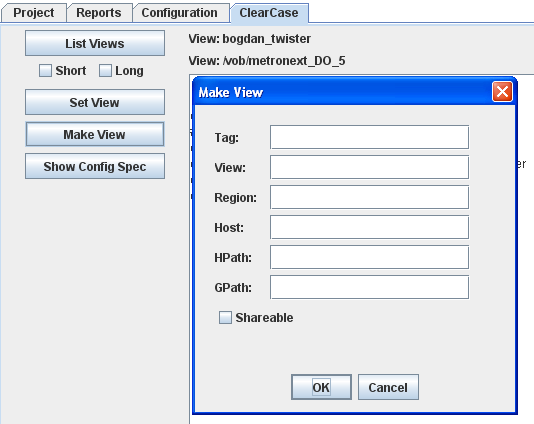 Project Reports Configuration ClearCase
List Views
Short Long
Set View
Make View
Show Config Spec
View: bogdan_twister
View: /vob/metronext_DO_5
Make View
Tag:
View:
Region:
Host:
HPath:
GPath:
Shareable
OK Cancel